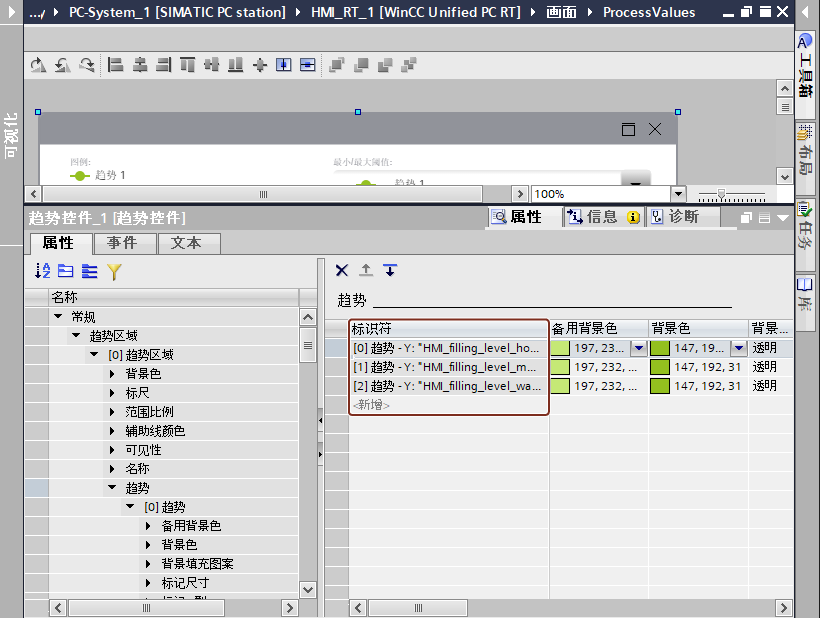 .../ ▸ PC-System_1 [SIMATIC PC station] ▸ HMI_RT_1 [WinCC Unified PC RT] ▸ 画面 ▸ ProcessValues
工具箱
布局
任务
库
可视化
图例:
趋势 1
最小/最大阈值:
趋势 1
100%
趋势控件_1 [趋势控件]
属性
信息
诊断
属性
事件
文本
名称
常规
趋势区域
[0] 趋势区域
背景色
标尺
范围比例
辅助线颜色
可见性
名称
趋势
[0] 趋势
备用背景色
背景色
背景填充图案
标记尺寸
趋势
标识符 备用背景色 背景色 背景...
[0] 趋势 - Y: "HMI_filling_level_ho... 197, 23... 147, 19... 透明
[1] 趋势 - Y: "HMI_filling_level_m... 197, 232, ... 147, 192, 31 透明
[2] 趋势 - Y: "HMI_filling_level_wa... 197, 232, ... 147, 192, 31 透明
<新增>